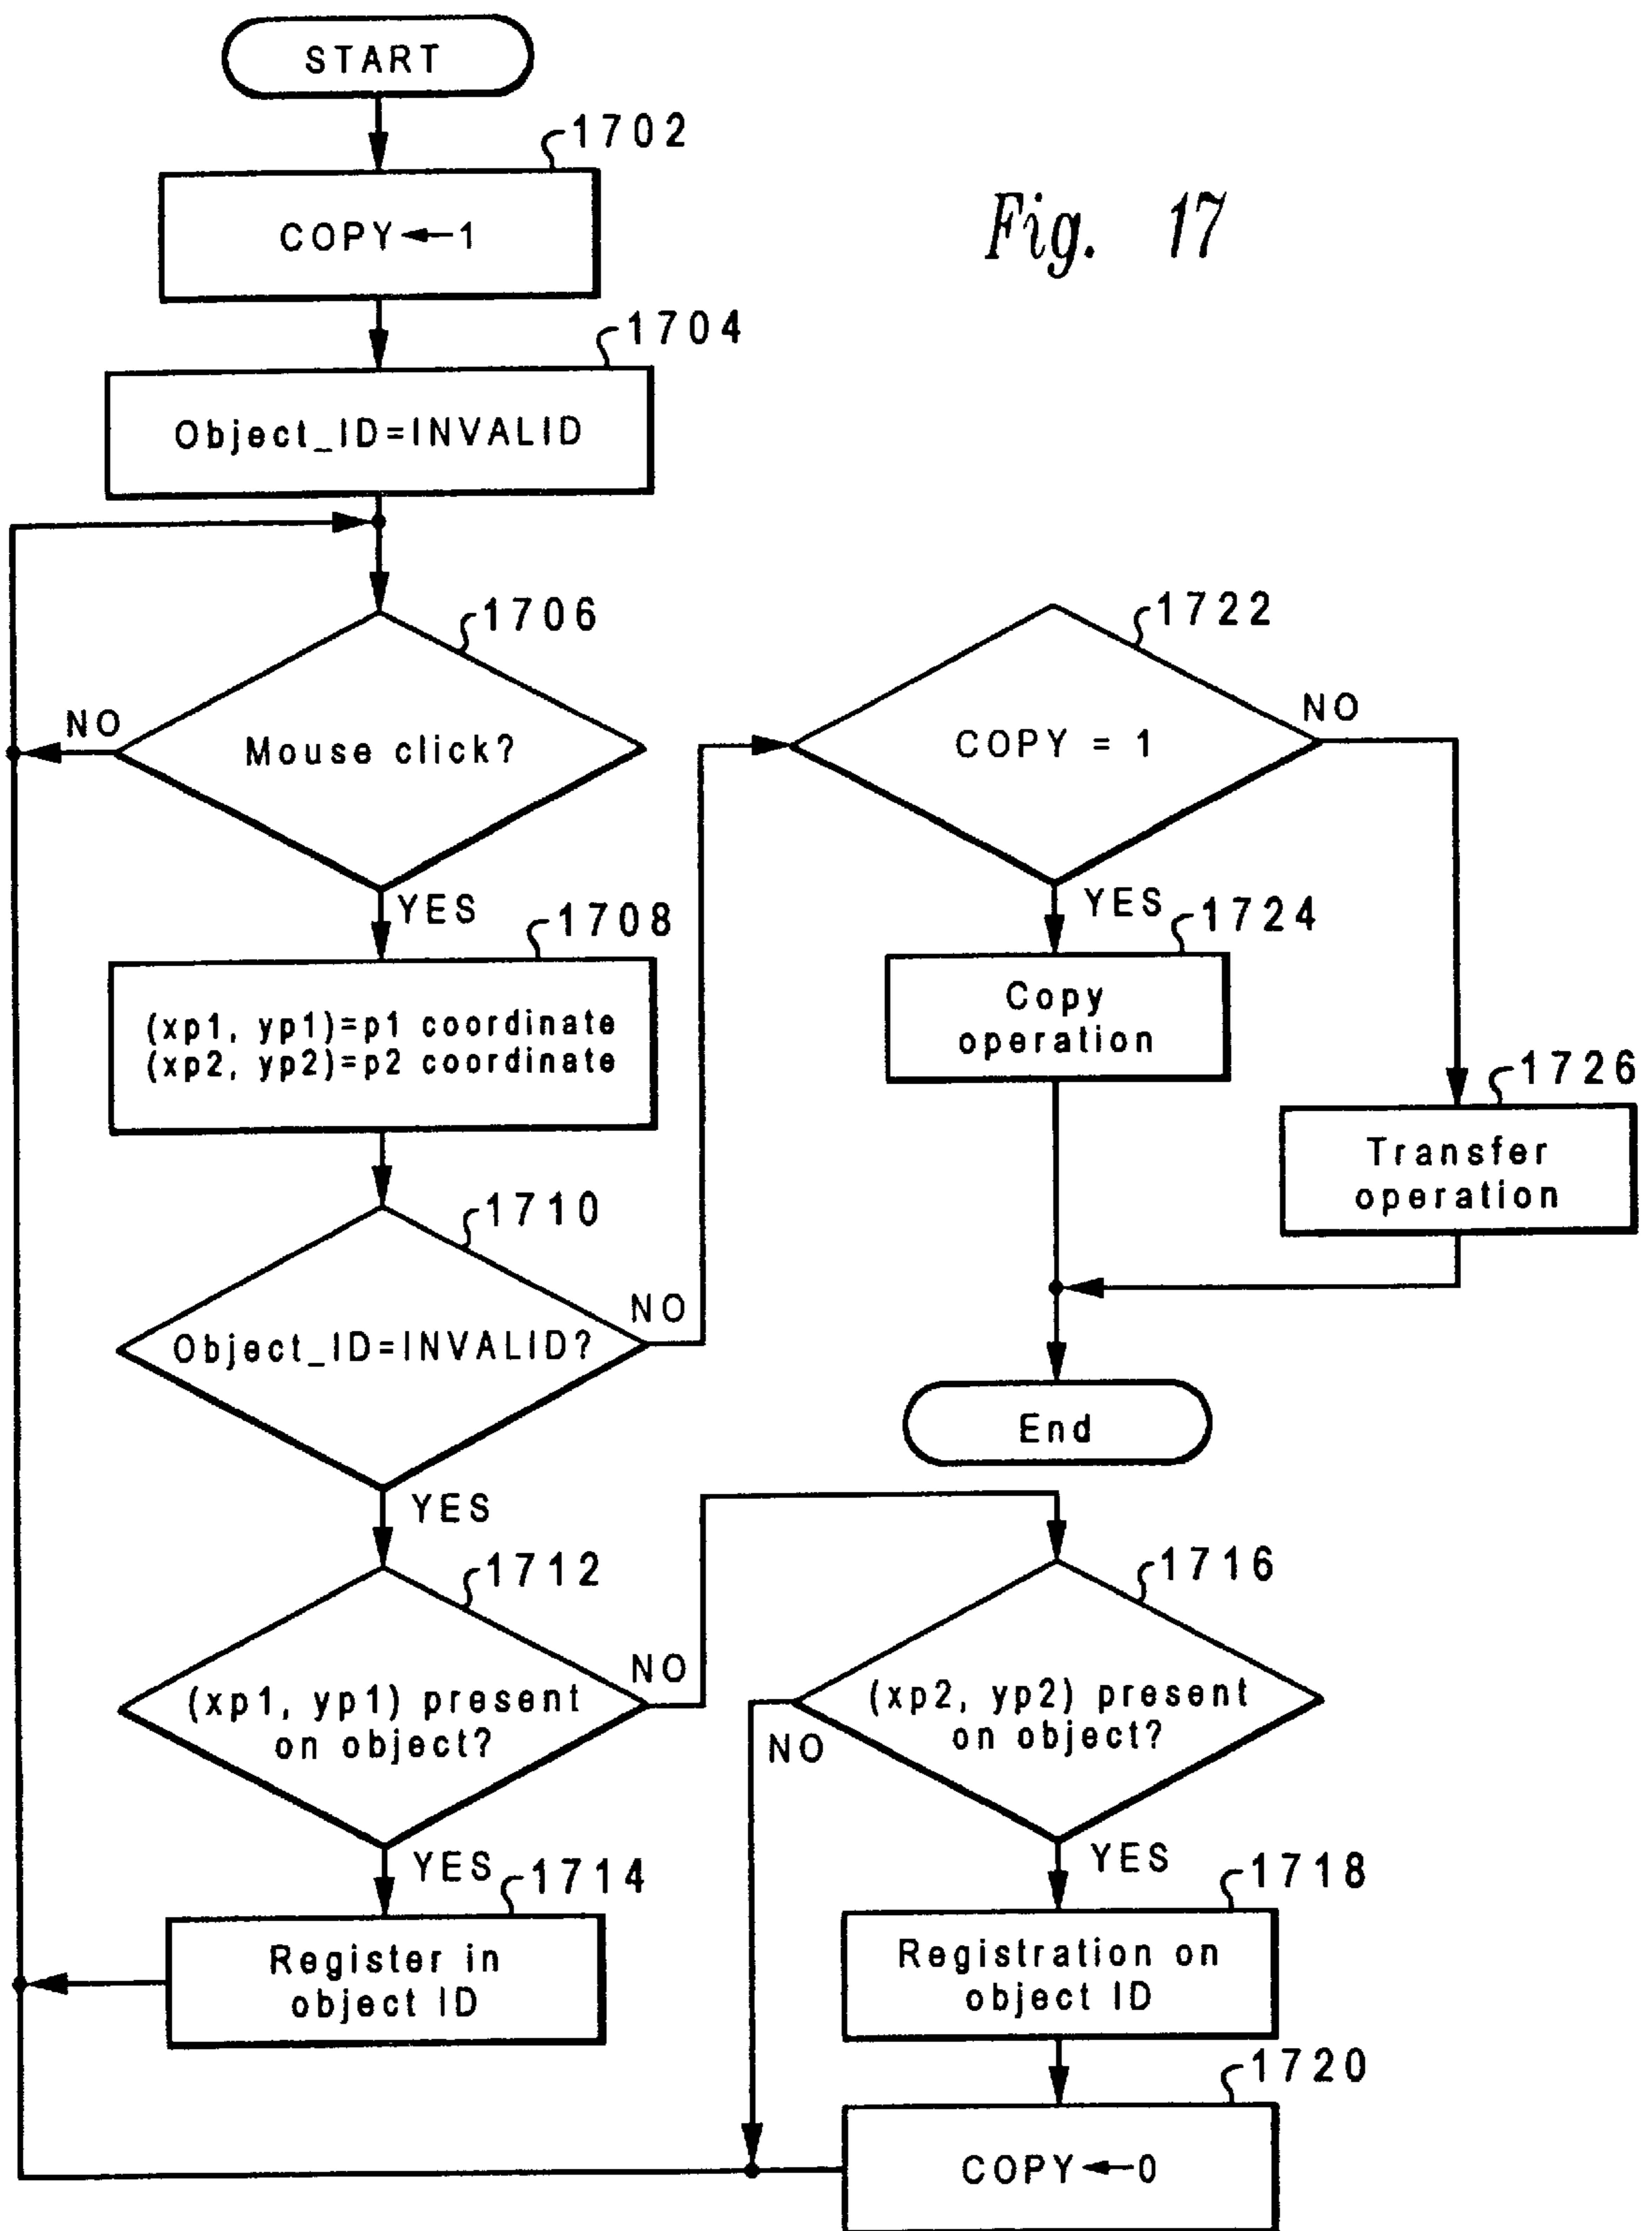 START
1702
COPY←1
Fig. 17
1704
Object_ID=INVALID
1706
Mouse click?
NO
YES
1708
(xp1, yp1)=p1 coordinate
(xp2, yp2)=p2 coordinate
1710
Object_ID=INVALID?
NO
YES
1712
(xp1, yp1) present
on object?
NO
YES
1714
Register in
object ID
1722
COPY = 1
NO
YES
1724
Copy
operation
1726
Transfer
operation
End
1716
(xp2, yp2) present
on object?
NO
YES
1718
Registration on
object ID
1720
COPY←0